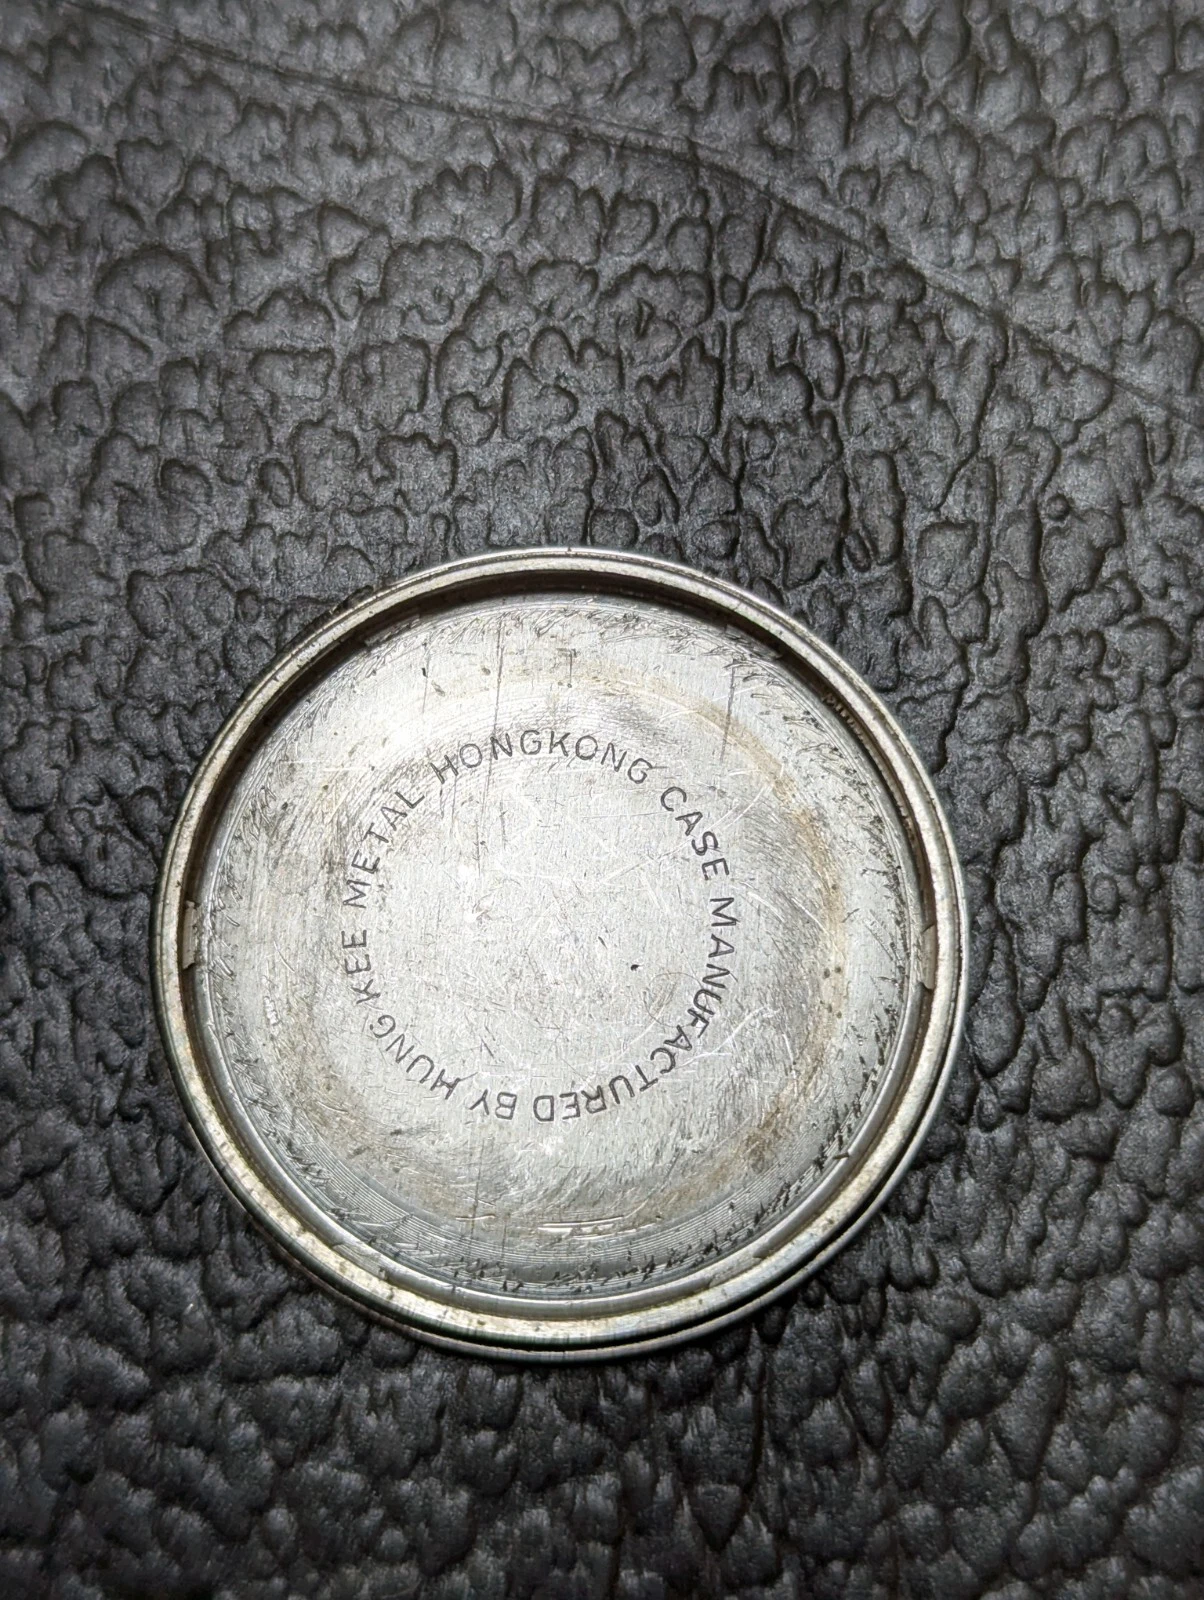 CASE MANUFACTURED BY HUNG KEE METAL HONGKONG